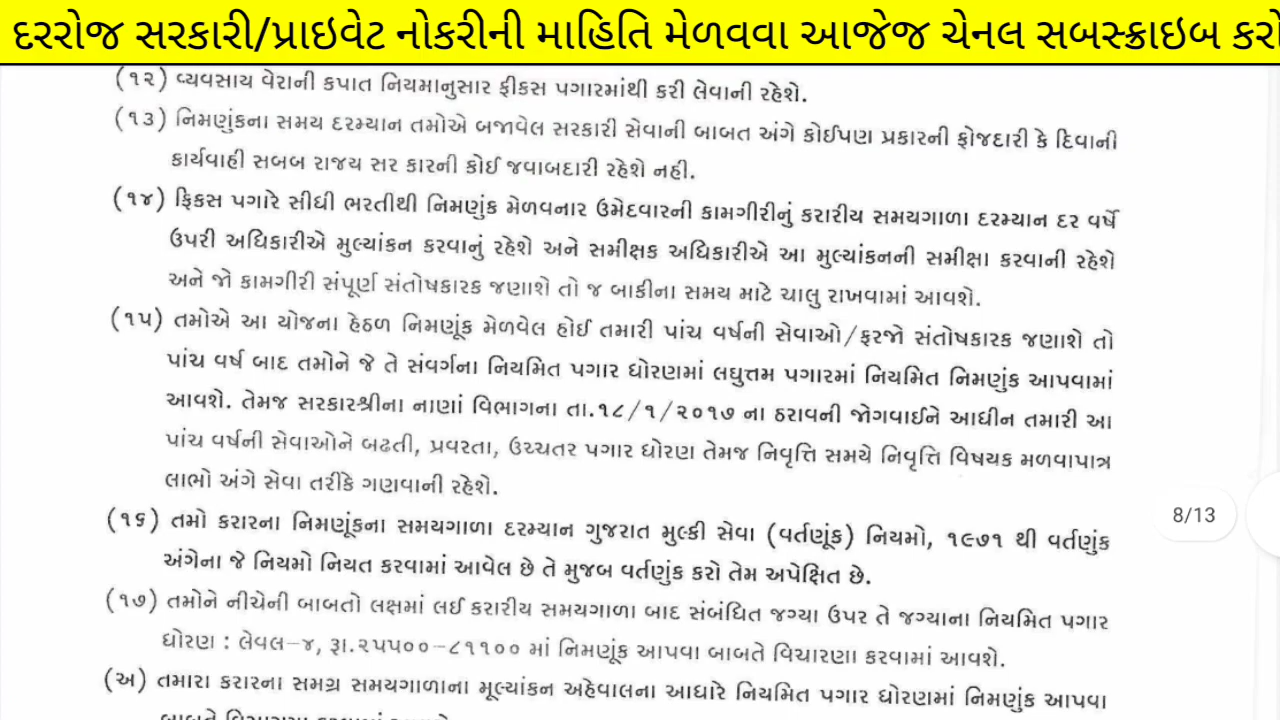 દરરોજ સરકારી/પ્રાઇવેટ નોકરીની માહિતિ મેળવવા આજેજ ચેનલ સબસ્ક્રાઇબ કરો
(૧૨) વ્યવસાય વેરાની કપાત નિયમાનુસાર ફીકસ પગારમાંથી કરી લેવાની રહેશે.
(૧૩) નિમણુંકના સમય દરમ્યાન તમોએ બજાવેલ સરકારી સેવાની બાબત અંગે કોઈપણ પ્રકારની ફોજદારી કે દિવાની
કાર્યવાહી સબબ રાજય સર કારની કોઈ જવાબદારી રહેશે નહી.
(૧૪) ફિકસ પગારે સીધી ભરતીથી નિમણુંક મેળવનાર ઉમેદવારની કામગીરીનું કરારીય સમયગાળા દરમ્યાન દર વર્ષે
ઉપરી અધિકારીએ મુલ્યાંકન કરવાનું રહેશે અને સમીક્ષક અધિકારીએ આ મુલ્યાંકનની સમીક્ષા કરવાની રહેશે
અને જો કામગીરી સંપૂર્ણ સંતોષકારક જણાશે તો જ બાકીના સમય માટે ચાલુ રાખવામાં આવશે.
(૧૫) તમોએ આ યોજના હેઠળ નિમણૂંક મેળવેલ હોઈ તમારી પાંચ વર્ષની સેવાઓ/ફરજો સંતોષકારક જણાશે તો
પાંચ વર્ષ બાદ તમોને જે તે સંવર્ગના નિયમિત પગાર ધોરણમાં લઘુત્તમ પગારમાં નિયમિત નિમણુંક આપવામાં
આવશે. તેમજ સરકારશ્રીના નાણાં વિભાગના તા.૧૮/૧/૨૦૧૭ ના ઠરાવની જોગવાઈને આધીન તમારી આ
પાંચ વર્ષની સેવાઓને બઢતી, પ્રવરતા, ઉચ્ચતર પગાર ધોરણ તેમજ નિવૃત્તિ સમયે નિવૃત્તિ વિષયક મળવાપાત્ર
લાભો અંગે સેવા તરીકે ગણવાની રહેશે.
(૧૬) તમો કરારના નિમણૂંકના સમયગાળા દરમ્યાન ગુજરાત મુલ્કી સેવા (વર્તણૂંક) નિયમો, ૧૯૭૧ થી વર્તણુંક
અંગેના જે નિયમો નિયત કરવામાં આવેલ છે તે મુજબ વર્તણુંક કરો તેમ અપેક્ષિત છે.
8/13
(૧૭) તમોને નીચેની બાબતો લક્ષમાં લઈ કરારીય સમયગાળા બાદ સંબંધિત જગ્યા ઉપર તે જગ્યાના નિયમિત પગાર
ધોરણ : લેવલ-૪, રૂા.૨૫૫૦૦-૮૧૧૦૦ માં નિમણૂંક આપવા બાબતે વિચારણા કરવામાં આવશે.
(અ) તમારા કરારના સમગ્ર સમયગાળાના મૂલ્યાંકન અહેવાલના આધારે નિયમિત પગાર ધોરણમાં નિમણુંક આપવા